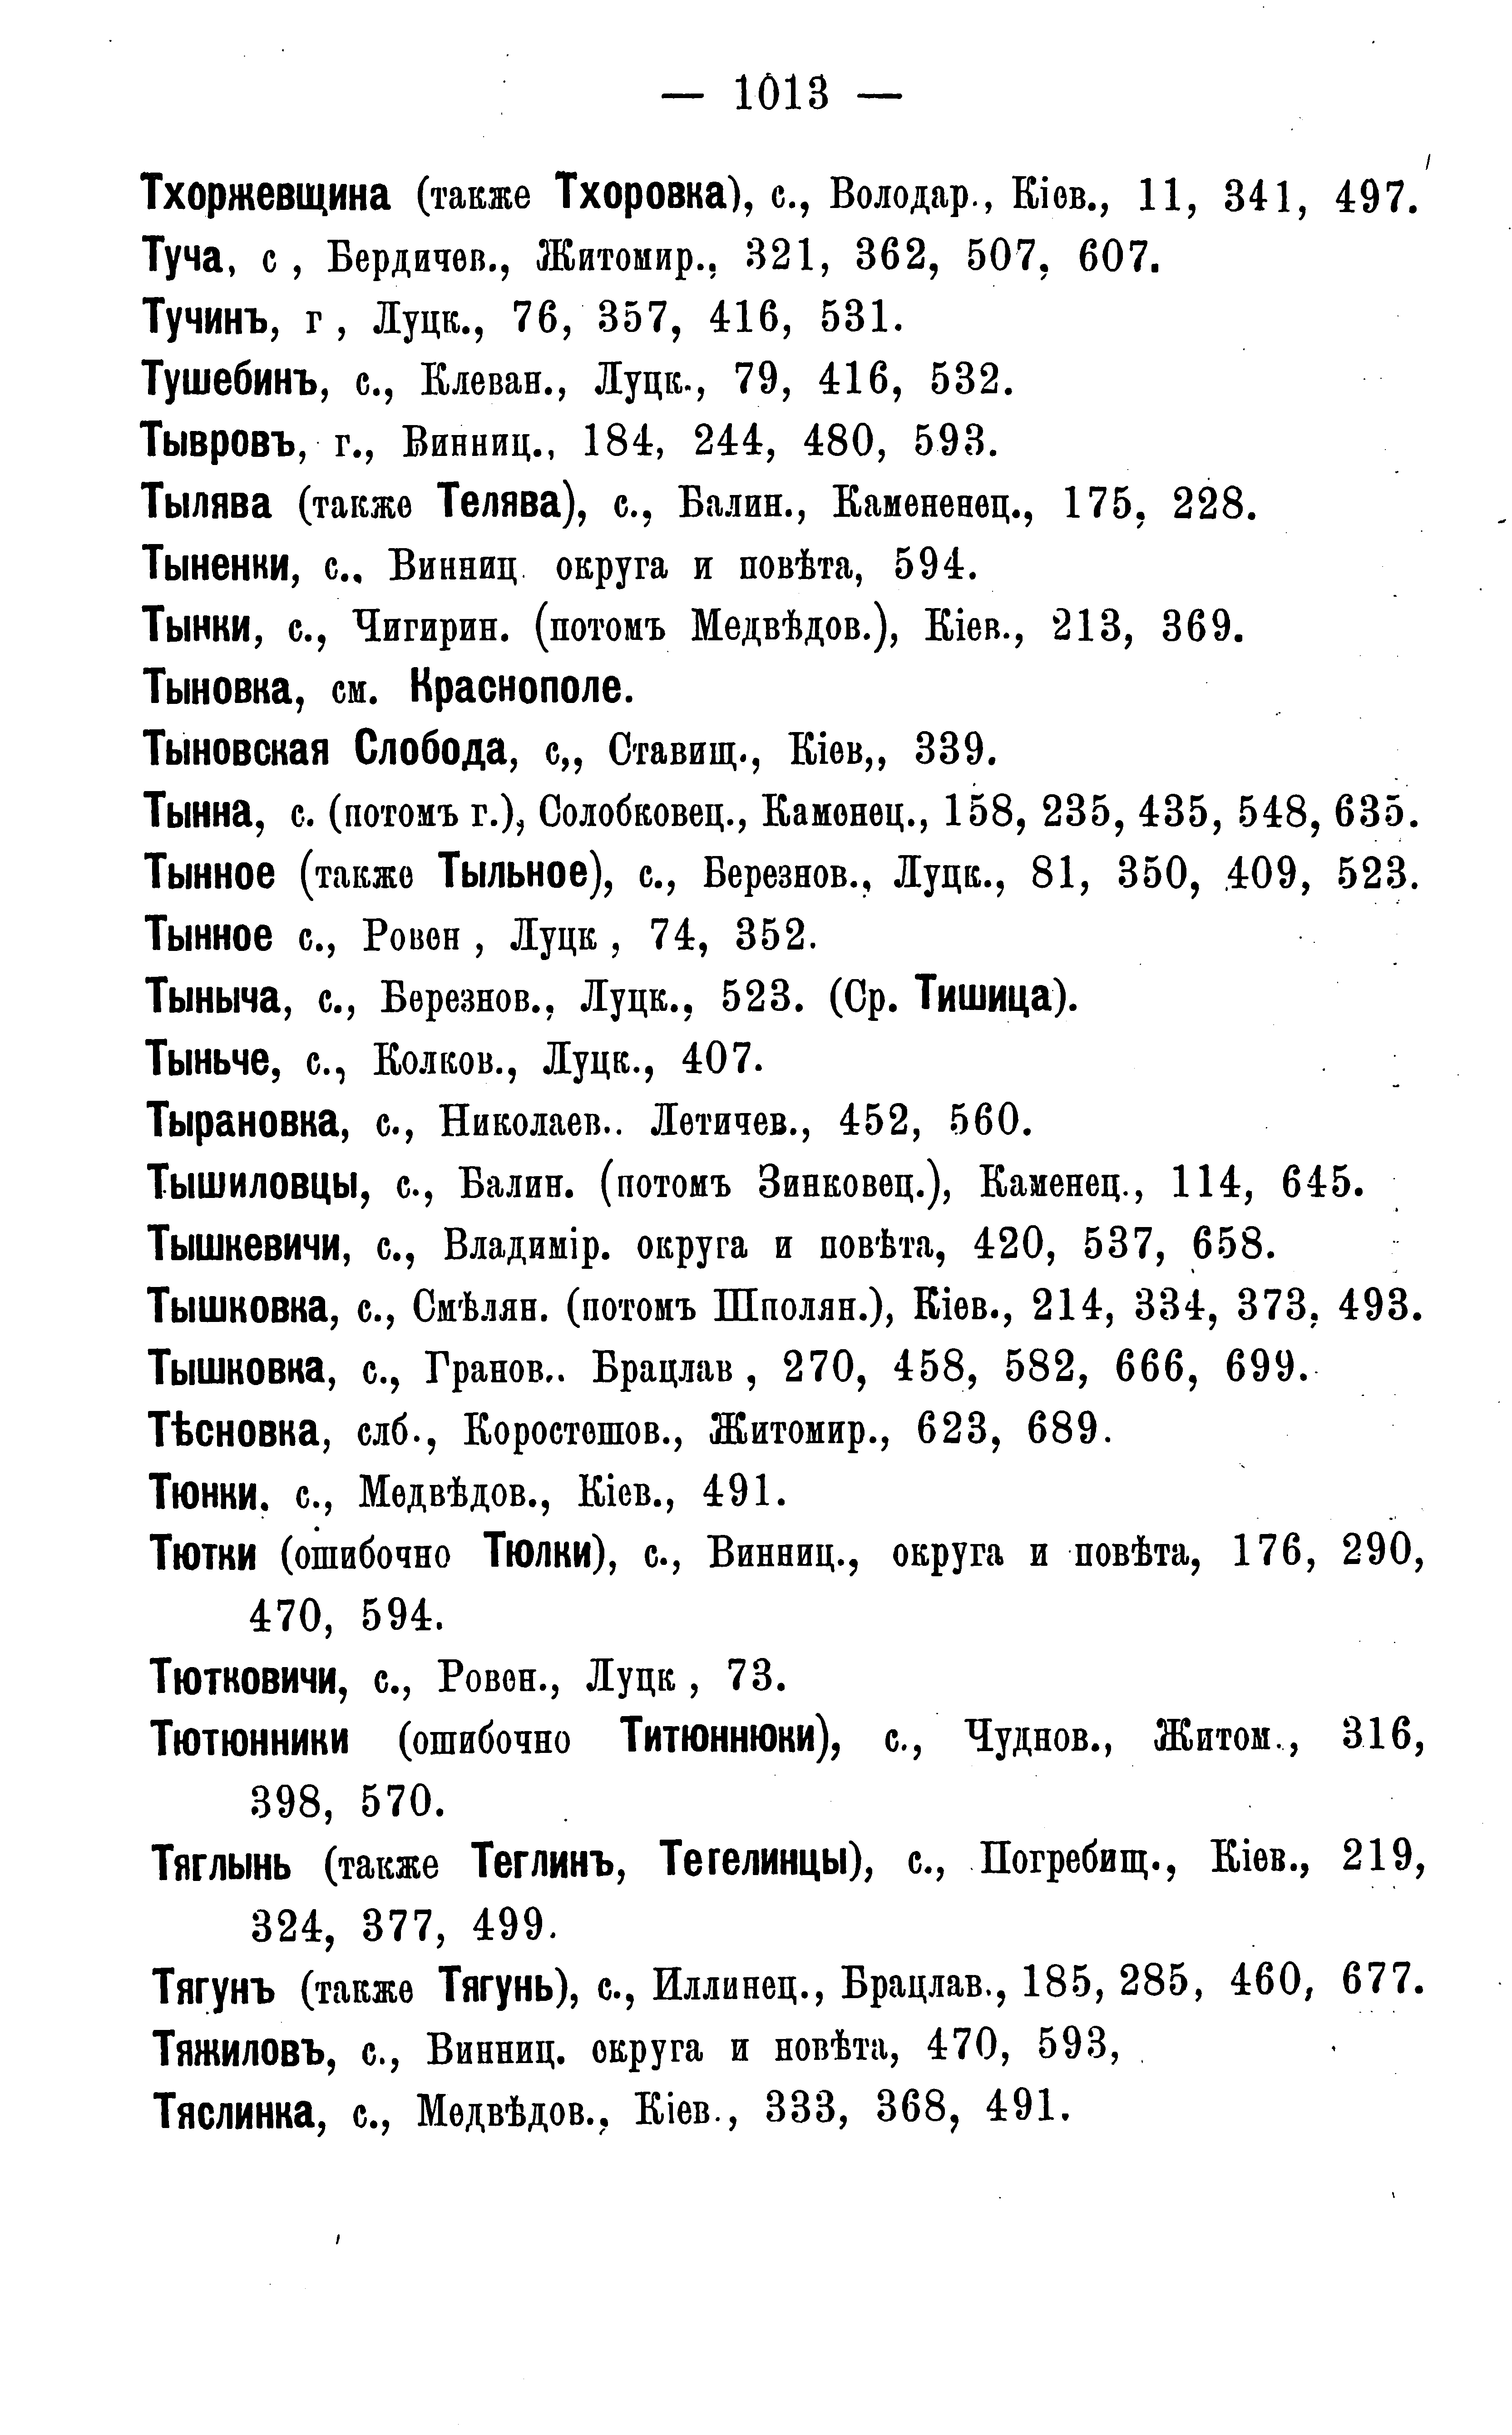 — 1013 —
Тхоржевщина (также Тхоровка), с., Володар., Кіев., 11, 341, 497.
Туча, с , Бердичев., Житомир., 321, 362, 507, 607.
Тучинъ, г , Луцк., 76, 357, 416, 531.
Тушебинъ, с., Клеван., Луцк., 79, 416, 532.
Тывровъ, г., Винниц., 184, 244, 480, 593.
Тылява (также Телява), с., Балин., Камененец., 175, 228.
Тыненки, с., Винниц. округа и повѣта, 594.
Тынки, с., Чигирин. (потомъ Медвѣдов.), Кіев., 213, 369.
Тыновка, см. Краснополе.
Тыновская Слобода, с,, Ставищ., Кіев,, 339.
Тынна, с. (потомъ г.), Солобковец., Каменец., 158, 235, 435, 548, 635.
Тынное (также Тыльное), с., Березнов., Луцк., 81, 350, 409, 523.
Тынное с., Ровен , Луцк , 74, 352.
Тыныча, с., Березнов., Луцк., 523. (Ср. Тишица).
Тыньче, с., Колков., Луцк., 407.
Тырановка, с., Николаев.. Летичев., 452, 560.
Тышиловцы, с., Балин. (потомъ Зинковец.), Каменец., 114, 645.
Тышкевичи, с., Владимір. округа и повѣта, 420, 537, 658.
Тышковка, с., Смѣлян. (потомъ Шполян.), Кіев., 214, 334, 373, 493.
Тышковка, с., Гранов.. Брацлав , 270, 458, 582, 666, 699.
Тѣсновка, слб., Коростешов., Житомир., 623, 689.
Тюнки. с., Медвѣдов., Кіев., 491.
Тютки (ошибочно Тюлки), с., Винниц., округа и повѣта, 176, 290,
470, 594.
Тютковичи, с., Ровен., Луцк , 73.
Тютюнники (ошибочно Титюннюки), с., Чуднов., Житом., 316,
398, 570.
Тяглынь (также Теглинъ, Тегелинцы), с., Погребищ., Кіев., 219,
324, 377, 499.
Тягунъ (также Тягунь), с., Иллинец., Брацлав., 185, 285, 460, 677.
Тяжиловъ, с., Винниц. округа и новѣта, 470, 593,
Тяслинка, с., Медвѣдов., Кіев., 333, 368, 491.